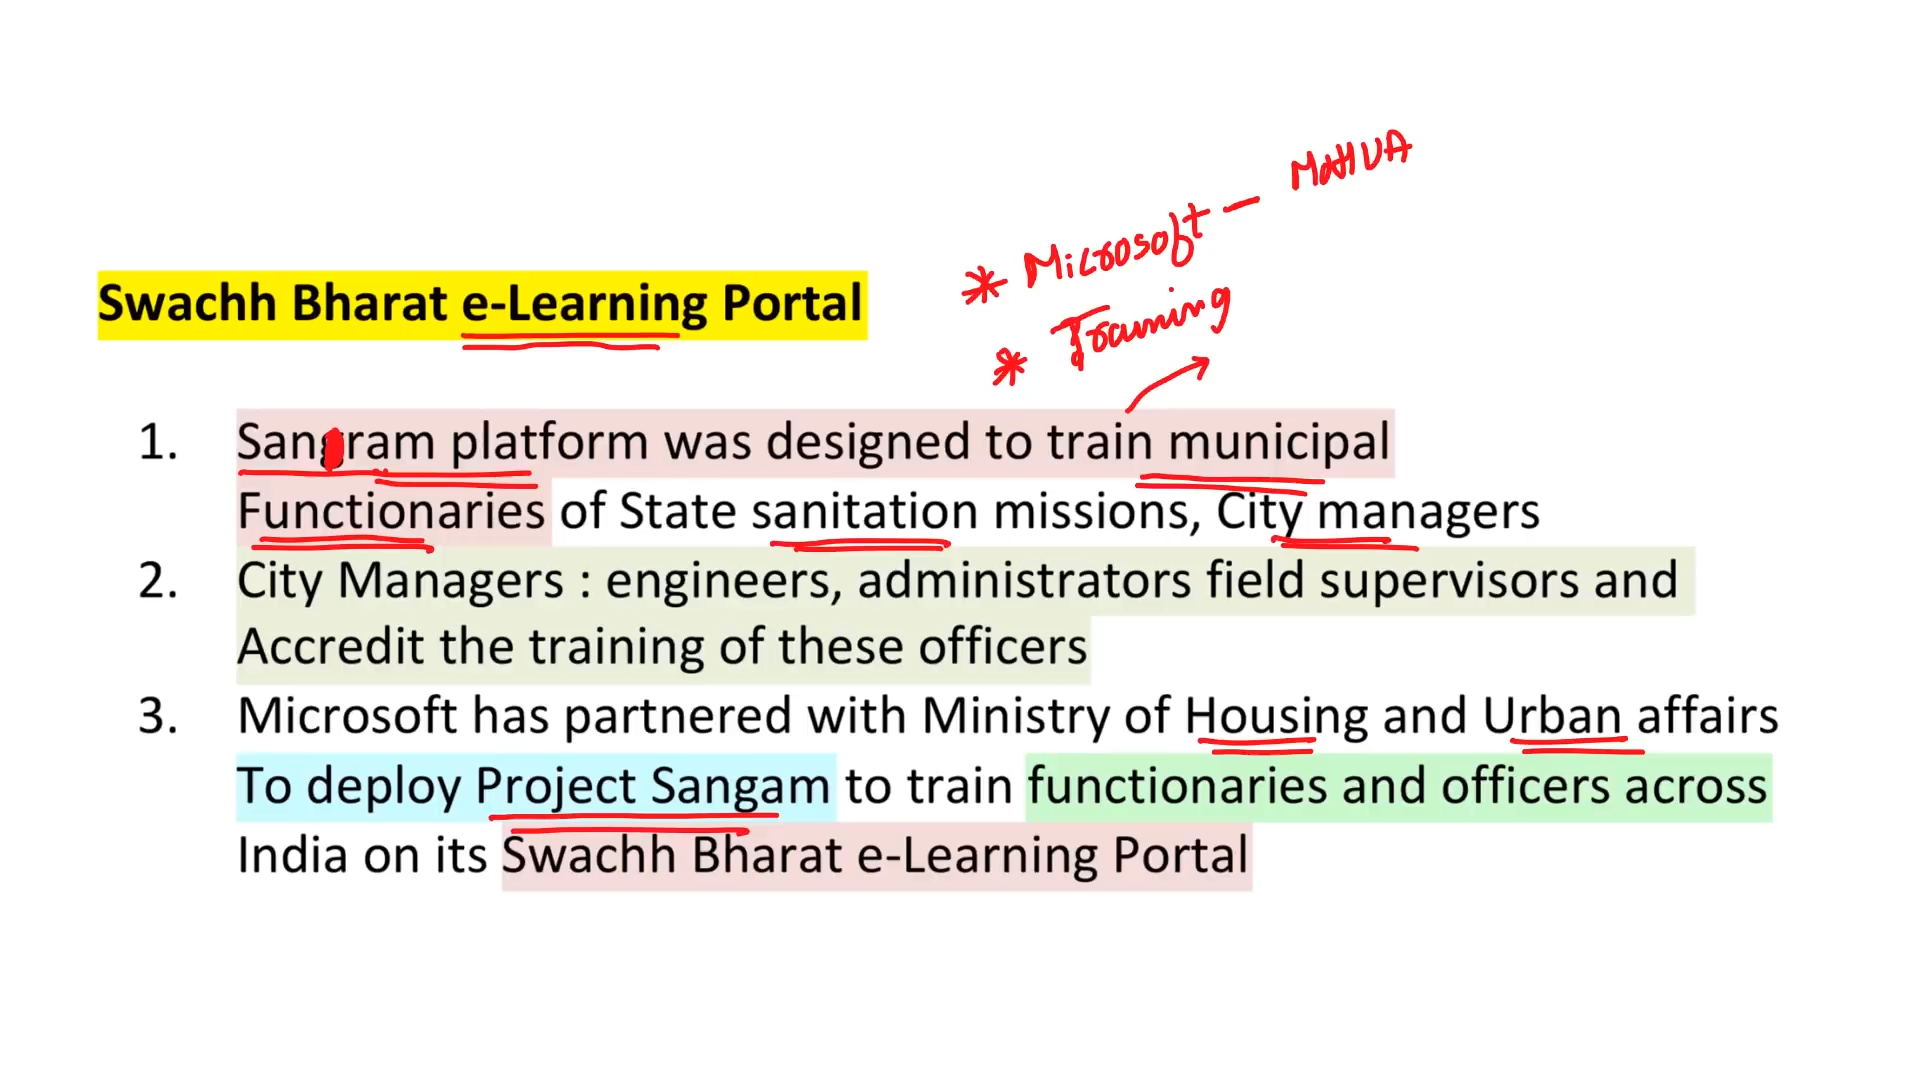 * Microsoft - MoHUA
Swachh Bharat e-Learning Portal
* Training
1. Sangram platform was designed to train municipal
Functionaries of State sanitation missions, City managers
2. City Managers : engineers, administrators field supervisors and
Accredit the training of these officers
3. Microsoft has partnered with Ministry of Housing and Urban affairs
To deploy Project Sangam to train functionaries and officers across
India on its Swachh Bharat e-Learning Portal